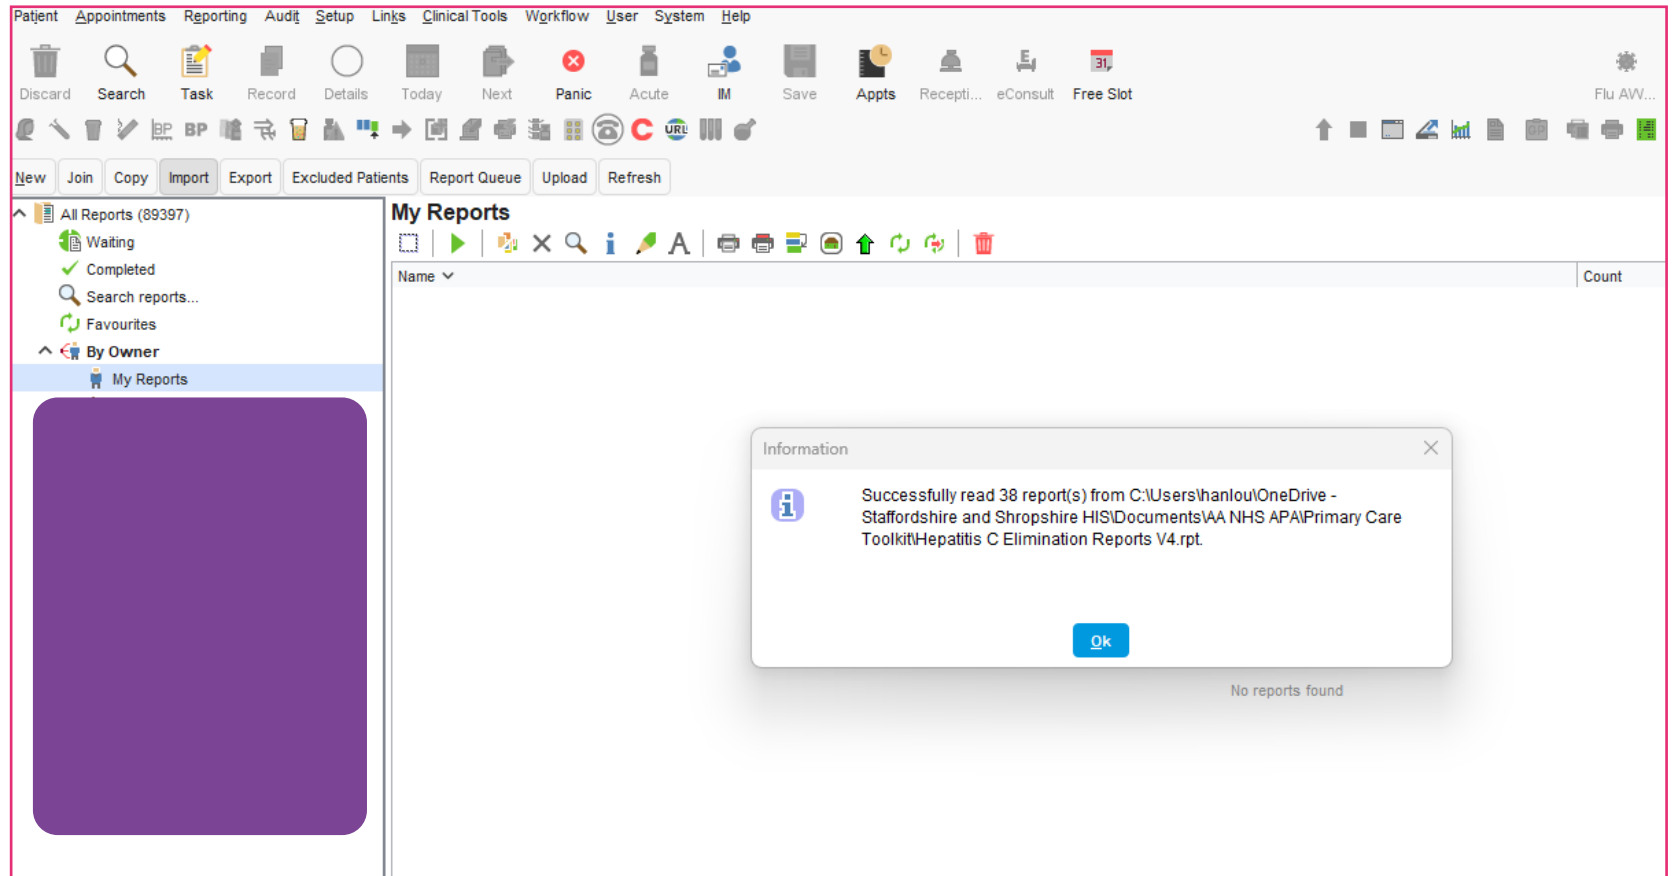 Patient Appointments Reporting Audit Setup Links Clinical Tools Workflow User System Help
Discard Search Task Record Details Today Next Panic Acute IM Save Appts Recepti... eConsult Free Slot Flu AW...
BP BP C URL GP
New Join Copy Import Export Excluded Patients Report Queue Upload Refresh
All Reports (89397)
Waiting
Completed
Search reports...
Favourites
By Owner
My Reports
My Reports
Name Count
Information
Successfully read 38 report(s) from C:\Users\hanlou\OneDrive -
Staffordshire and Shropshire HIS\Documents\AA NHS APA\Primary Care
Toolkit\Hepatitis C Elimination Reports V4.rpt.
Ok
No reports found